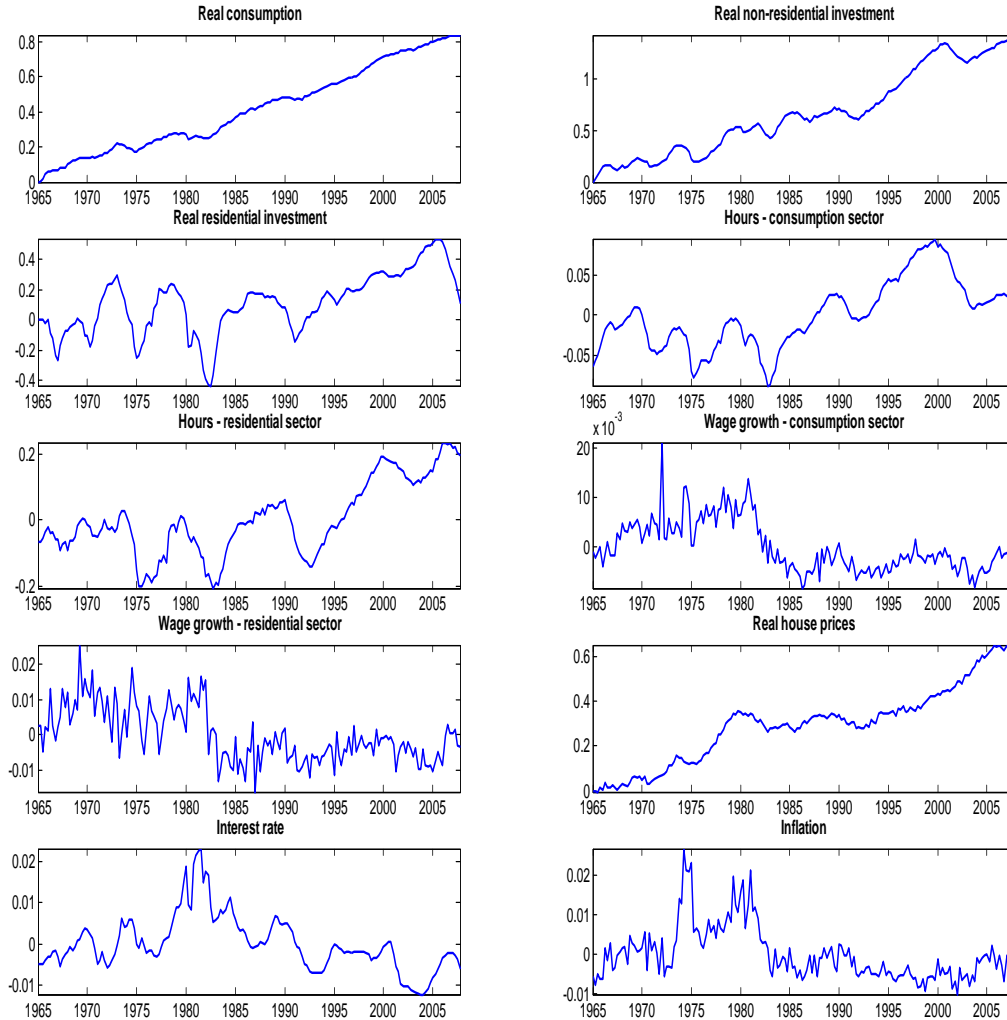 Real consumption
0.8
0.6
0.4
0.2
0
1965 1970 1975 1980 1985 1990 1995 2000 2005
Real non-residential investment
1
0.5
0
1965 1970 1975 1980 1985 1990 1995 2000 2005
Real residential investment
0.4
0.2
0
-0.2
-0.4
1965 1970 1975 1980 1985 1990 1995 2000 2005
Hours - consumption sector
0.05
0
-0.05
1965 1970 1975 1980 1985 1990 1995 2000 2005
Hours - residential sector
0.2
0
-0.2
1965 1970 1975 1980 1985 1990 1995 2000 2005
x 10-3
Wage growth - consumption sector
20
10
0
1965 1970 1975 1980 1985 1990 1995 2000 2005
Wage growth - residential sector
0.02
0.01
0
-0.01
1965 1970 1975 1980 1985 1990 1995 2000 2005
Real house prices
0.6
0.4
0.2
0
1965 1970 1975 1980 1985 1990 1995 2000 2005
Interest rate
0.02
0.01
0
-0.01
1965 1970 1975 1980 1985 1990 1995 2000 2005
Inflation
0.02
0.01
0
-0.01
1965 1970 1975 1980 1985 1990 1995 2000 2005